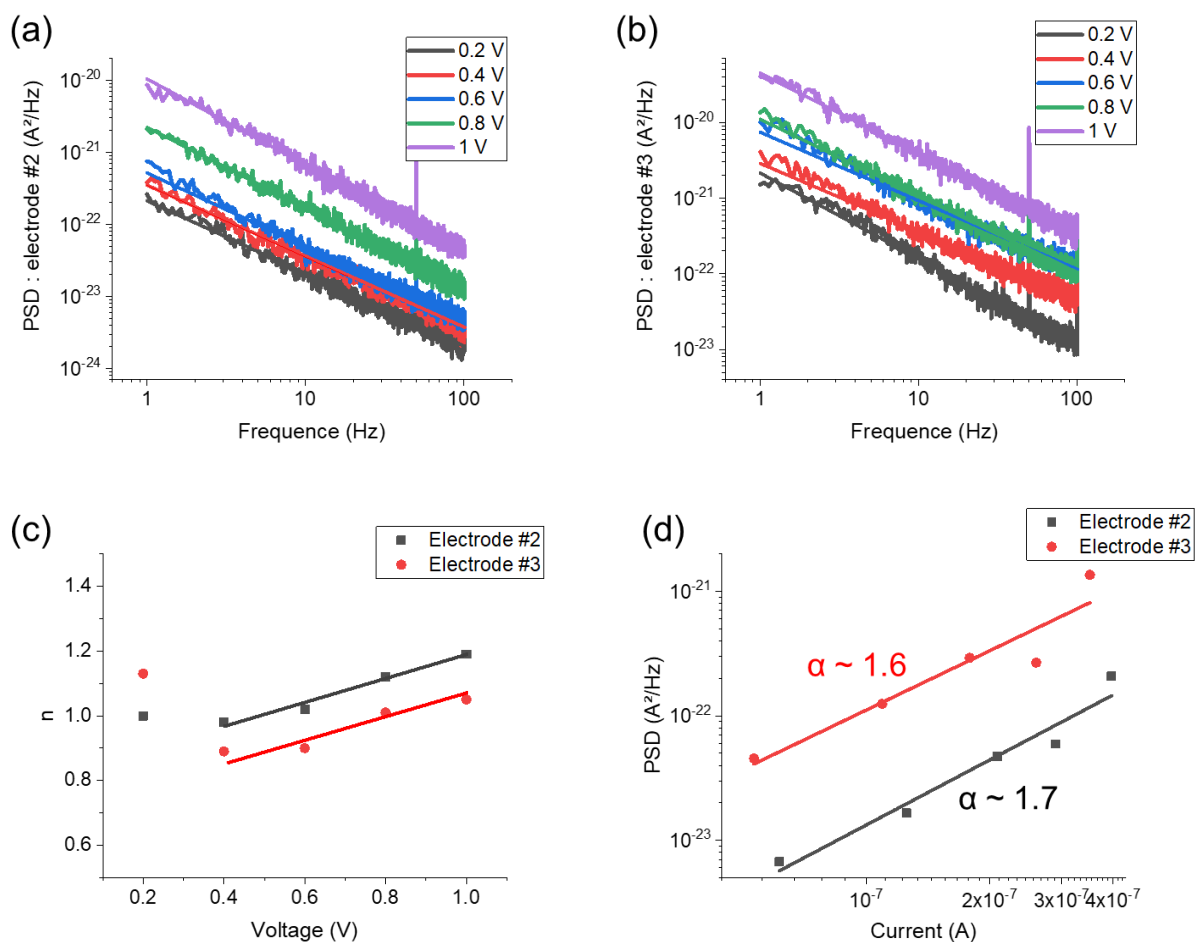 (a)
0.2 V
0.4 V
0.6 V
0.8 V
1 V
10⁻²⁰
10⁻²¹
10⁻²²
10⁻²³
10⁻²⁴
PSD : electrode #2 (A²/Hz)
1
10
100
Frequence (Hz)
(b)
0.2 V
0.4 V
0.6 V
0.8 V
1 V
10⁻²⁰
10⁻²¹
10⁻²²
10⁻²³
PSD : electrode #3 (A²/Hz)
1
10
100
Frequence (Hz)
(c)
Electrode #2
Electrode #3
1.4
1.2
1.0
0.8
0.6
n
0.2
0.4
0.6
0.8
1.0
Voltage (V)
(d)
Electrode #2
Electrode #3
10⁻²¹
10⁻²²
10⁻²³
PSD (A²/Hz)
α ~ 1.6
α ~ 1.7
10⁻⁷
2x10⁻⁷
3x10⁻⁷
4x10⁻⁷
Current (A)